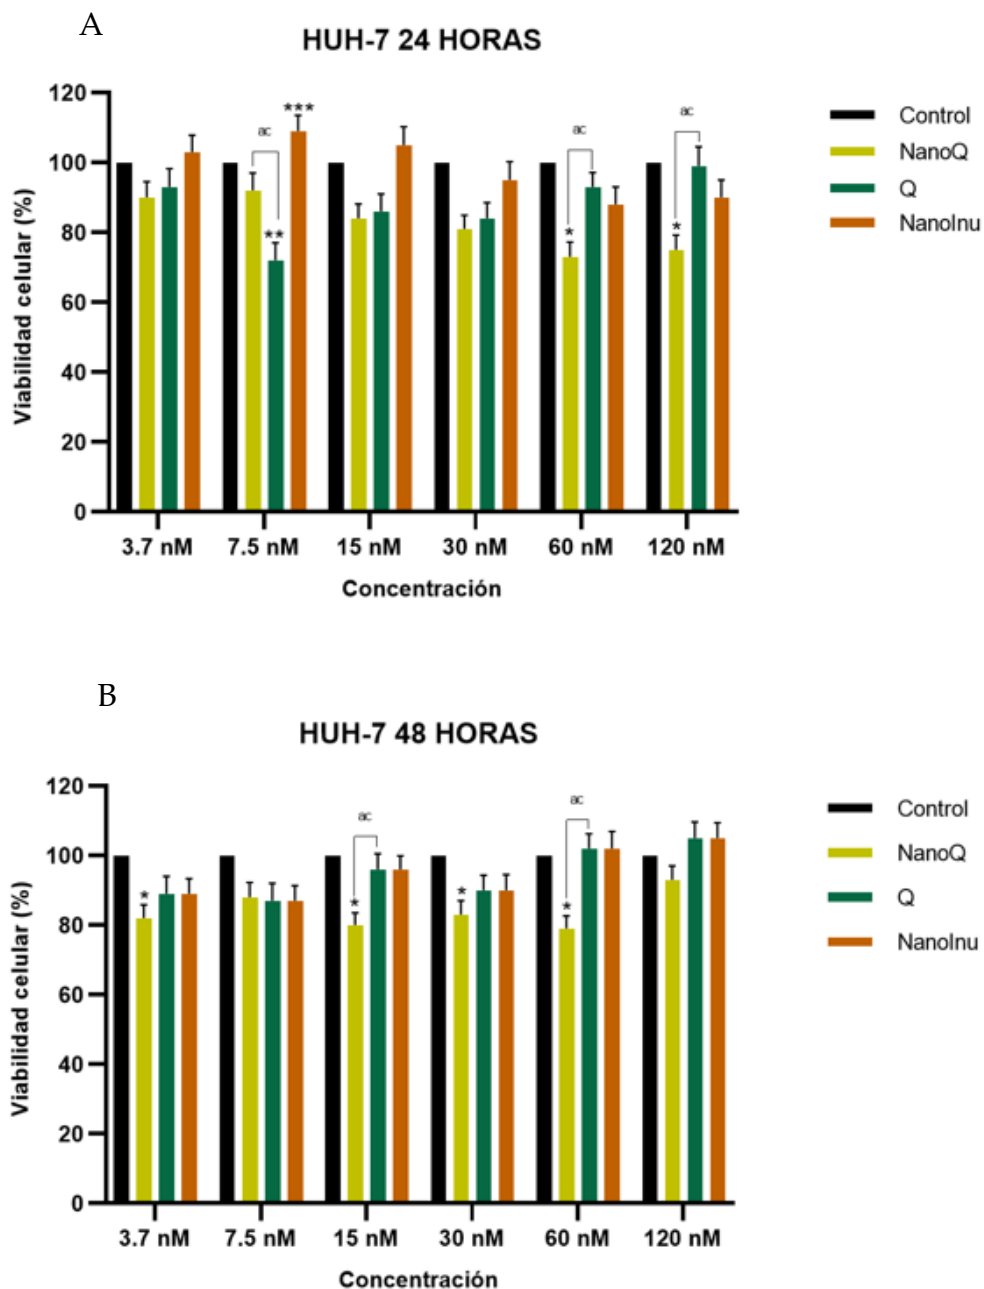 A
HUH-7 24 HORAS
Viabilidad celular (%)
120
100
80
60
40
20
0
ac
**
***
ac
*
ac
*
3.7 nM 7.5 nM 15 nM 30 nM 60 nM 120 nM
Concentración
Control
NanoQ
Q
NanoInu
B
HUH-7 48 HORAS
Viabilidad celular (%)
120
100
80
60
40
20
0
*
ac
*
*
ac
*
3.7 nM 7.5 nM 15 nM 30 nM 60 nM 120 nM
Concentración
Control
NanoQ
Q
NanoInu